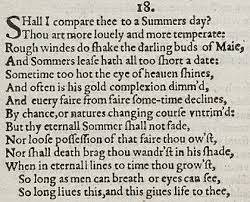 18.
SHall I compare thee to a Summers day?
Thou art more louely and more temperate:
Rough windes do ſhake the darling buds of Maie,
And Sommers leaſe hath all too ſhort a date:
Sometime too hot the eye of heauen ſhines,
And often is his gold complexion dimm'd,
And euery faire from faire ſome-time declines,
By chance, or natures changing courſe vntrim'd:
But thy eternall Sommer ſhall not fade,
Nor looſe poſſeſſion of that faire thou ow'ſt,
Nor ſhall death brag thou wandr'ſt in his ſhade,
When in eternall lines to time thou grow'ſt,
So long as men can breath or eyes can ſee,
So long liues this, and this giues life to thee,